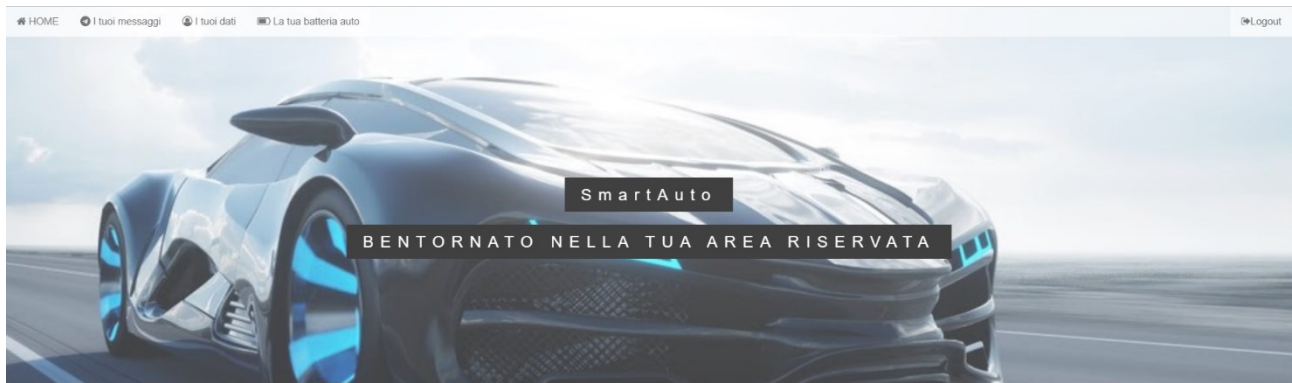 HOME I tuoi messaggi I tuoi dati La tua batteria auto Logout
SmartAuto
BENTORNATO NELLA TUA AREA RISERVATA